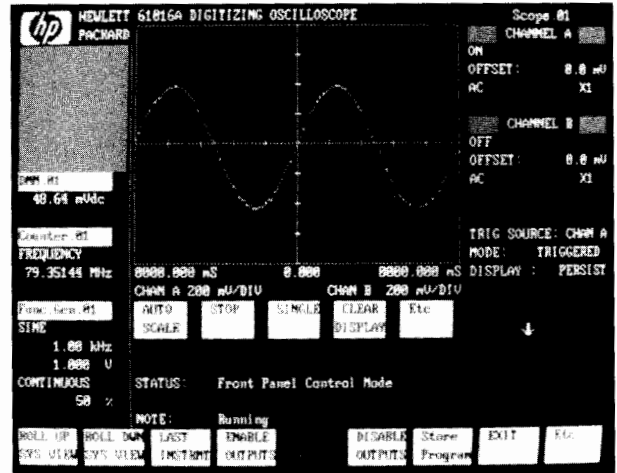 hp HEWLETT PACKARD
61016A DIGITIZING OSCILLOSCOPE
Scope.01
CHANNEL A
ON
OFFSET: 0.0 mV
AC X1
CHANNEL B
OFF
OFFSET: 0.0 mV
AC X1
TRIG SOURCE: CHAN A
MODE: TRIGGERED
DISPLAY : PERSIST
DMM.01
48.64 mVdc
Counter.01
FREQUENCY
79.35144 MHz
Func.Gen.01
SINE
1.00 kHz
1.000 V
CONTINUOUS
50 %
0000.000 mS 0.000 0000.000 mS
CHAN A 200 mV/DIV CHAN B 200 mV/DIV
AUTO SCALE
STOP
SINGLE
CLEAR DISPLAY
Etc
STATUS: Front Panel Control Mode
NOTE: Running
ROLL UP SYS VIEW
ROLL DWN SYS VIEW
LAST INSTRMT
ENABLE OUTPUTS
DISABLE OUTPUTS
Store Program
EXIT
Etc